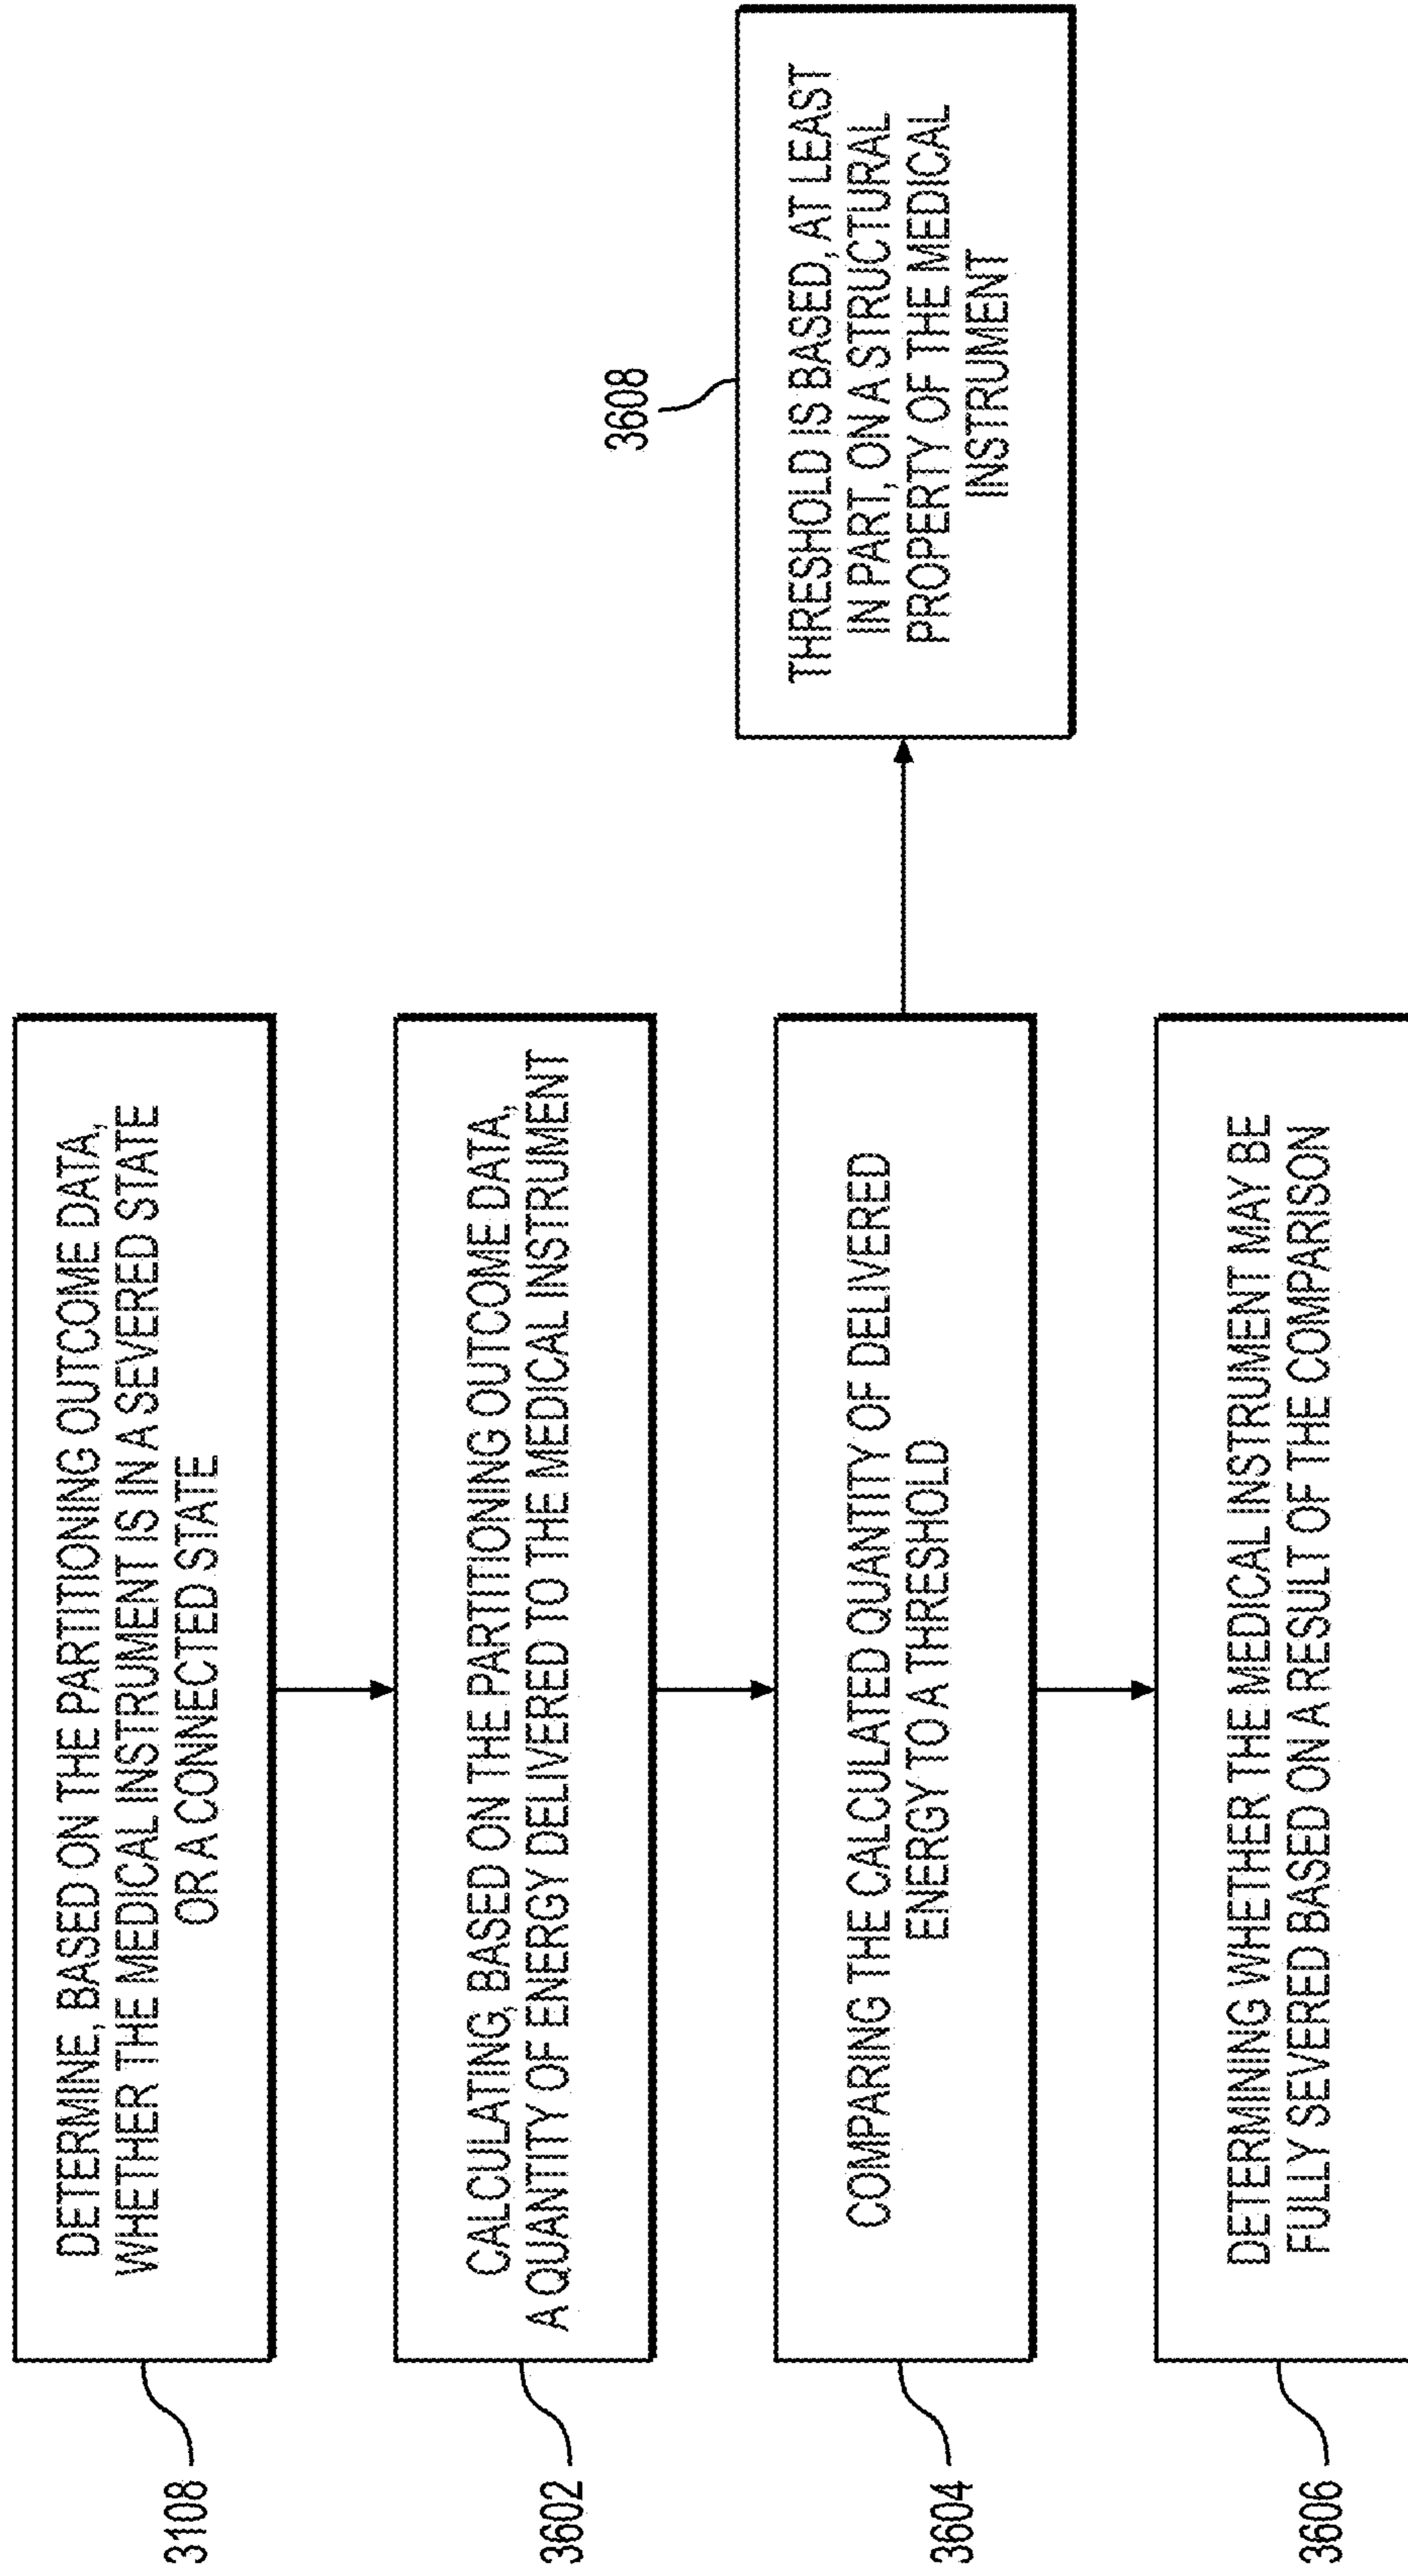 3108
DETERMINE, BASED ON THE PARTITIONING OUTCOME DATA,
WHETHER THE MEDICAL INSTRUMENT IS IN A SEVERED STATE
OR A CONNECTED STATE
3602
CALCULATING, BASED ON THE PARTITIONING OUTCOME DATA,
A QUANTITY OF ENERGY DELIVERED TO THE MEDICAL INSTRUMENT
3604
COMPARING THE CALCULATED QUANTITY OF DELIVERED
ENERGY TO A THRESHOLD
3608
THRESHOLD IS BASED, AT LEAST
IN PART, ON A STRUCTURAL
PROPERTY OF THE MEDICAL
INSTRUMENT
3606
DETERMINING WHETHER THE MEDICAL INSTRUMENT MAY BE
FULLY SEVERED BASED ON A RESULT OF THE COMPARISON